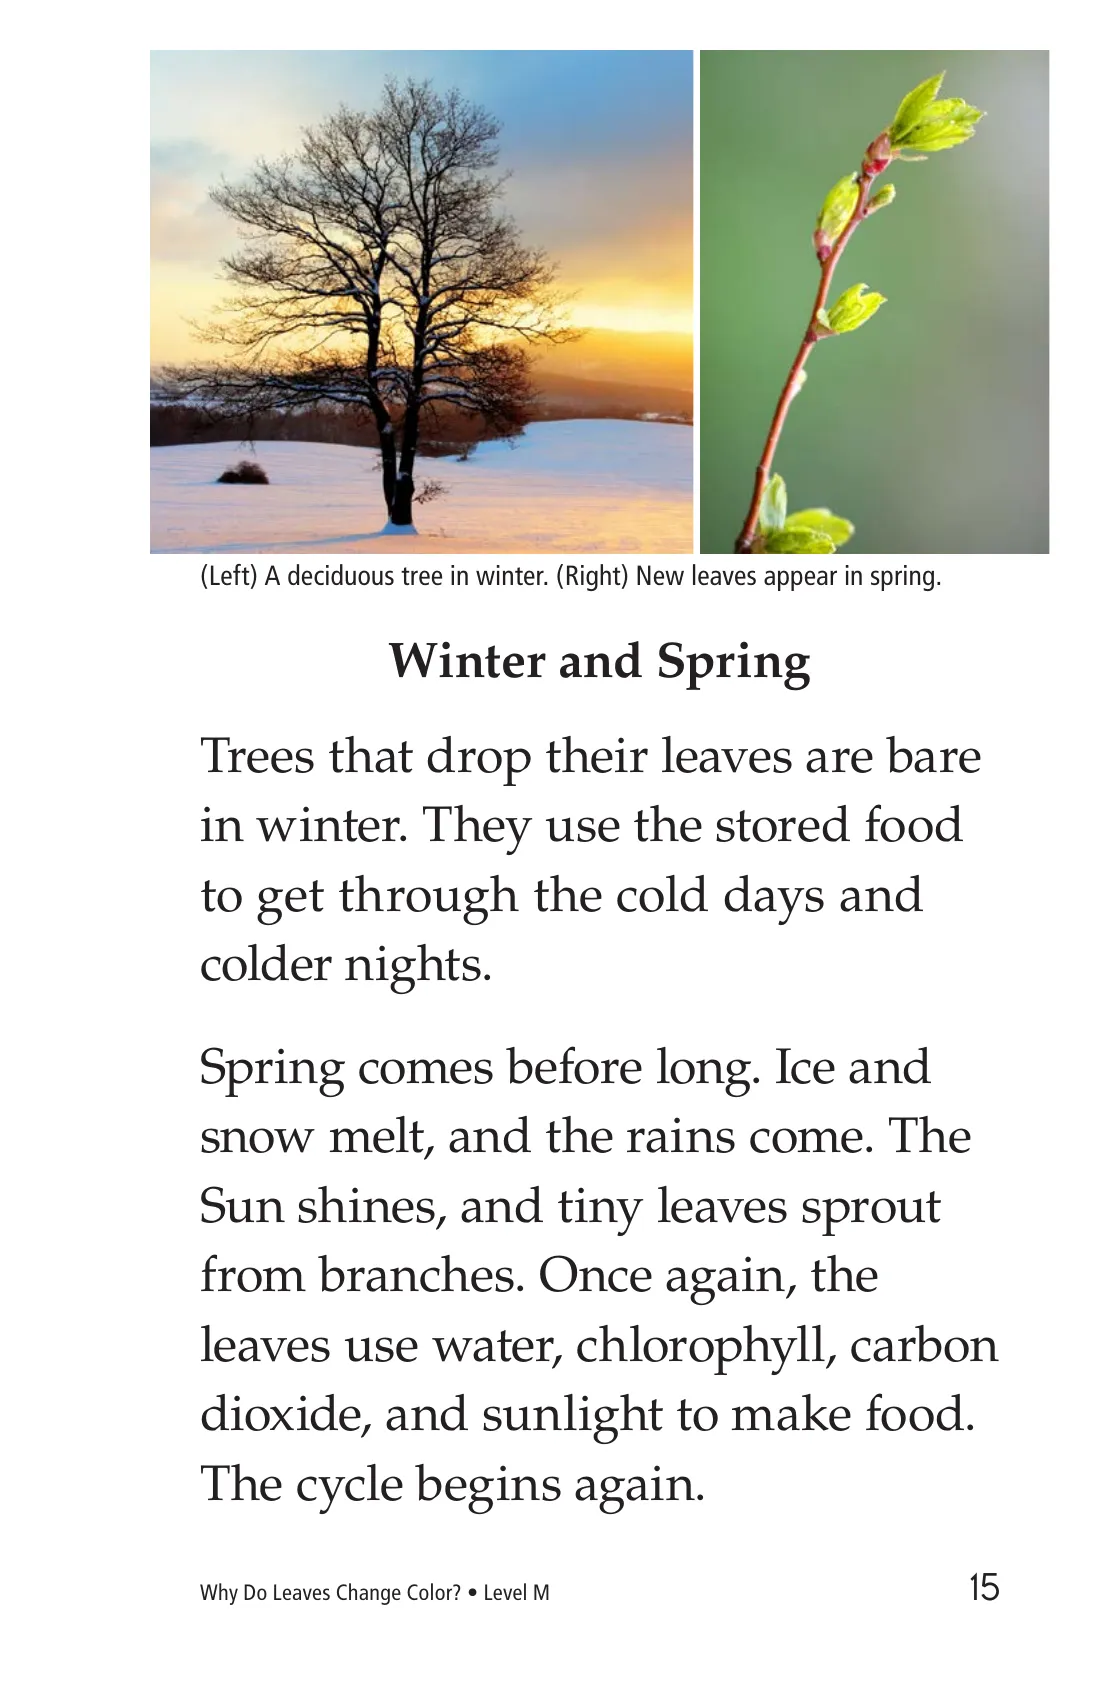 (Left) A deciduous tree in winter. (Right) New leaves appear in spring.
Winter and Spring
Trees that drop their leaves are bare
in winter. They use the stored food
to get through the cold days and
colder nights.
Spring comes before long. Ice and
snow melt, and the rains come. The
Sun shines, and tiny leaves sprout
from branches. Once again, the
leaves use water, chlorophyll, carbon
dioxide, and sunlight to make food.
The cycle begins again.
Why Do Leaves Change Color? • Level M
15